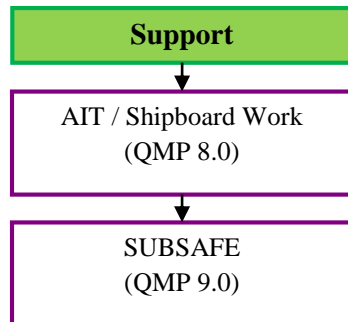 Support
AIT / Shipboard Work
(QMP 8.0)
SUBSAFE
(QMP 9.0)